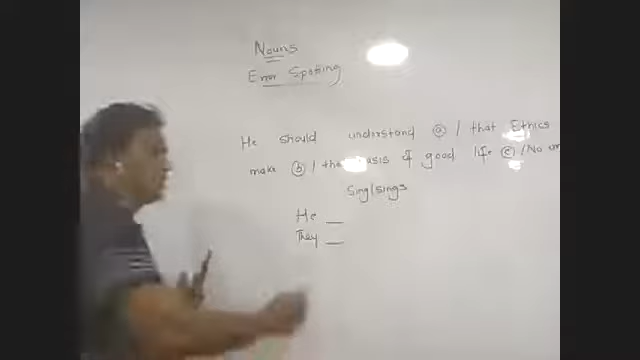 Nouns
Error Spotting
He should understand ⓐ / that Ethics
make ⓑ / the basis of good life ⓒ / No
Sing/sings
He __
They __